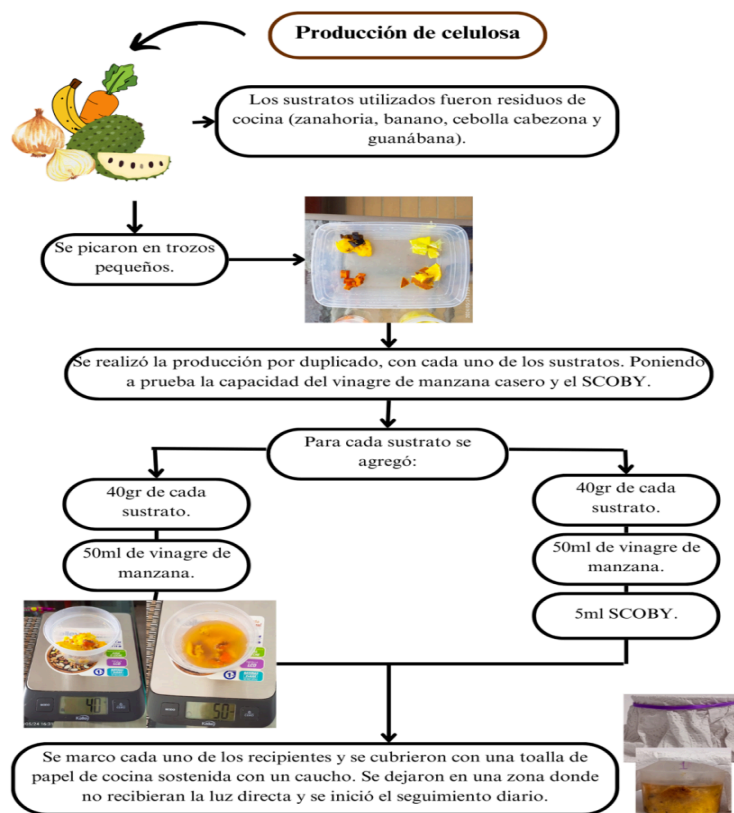 Producción de celulosa
Los sustratos utilizados fueron residuos de
cocina (zanahoria, banano, cebolla cabezona y
guanábana).
Se picaron en trozos
pequeños.
Se realizó la producción por duplicado, con cada uno de los sustratos. Poniendo
a prueba la capacidad del vinagre de manzana casero y el SCOBY.
Para cada sustrato se
agregó:
40gr de cada
sustrato.
50ml de vinagre de
manzana.
40gr de cada
sustrato.
50ml de vinagre de
manzana.
5ml SCOBY.
40
50
Se marco cada uno de los recipientes y se cubrieron con una toalla de
papel de cocina sostenida con un caucho. Se dejaron en una zona donde
no recibieran la luz directa y se inició el seguimiento diario.